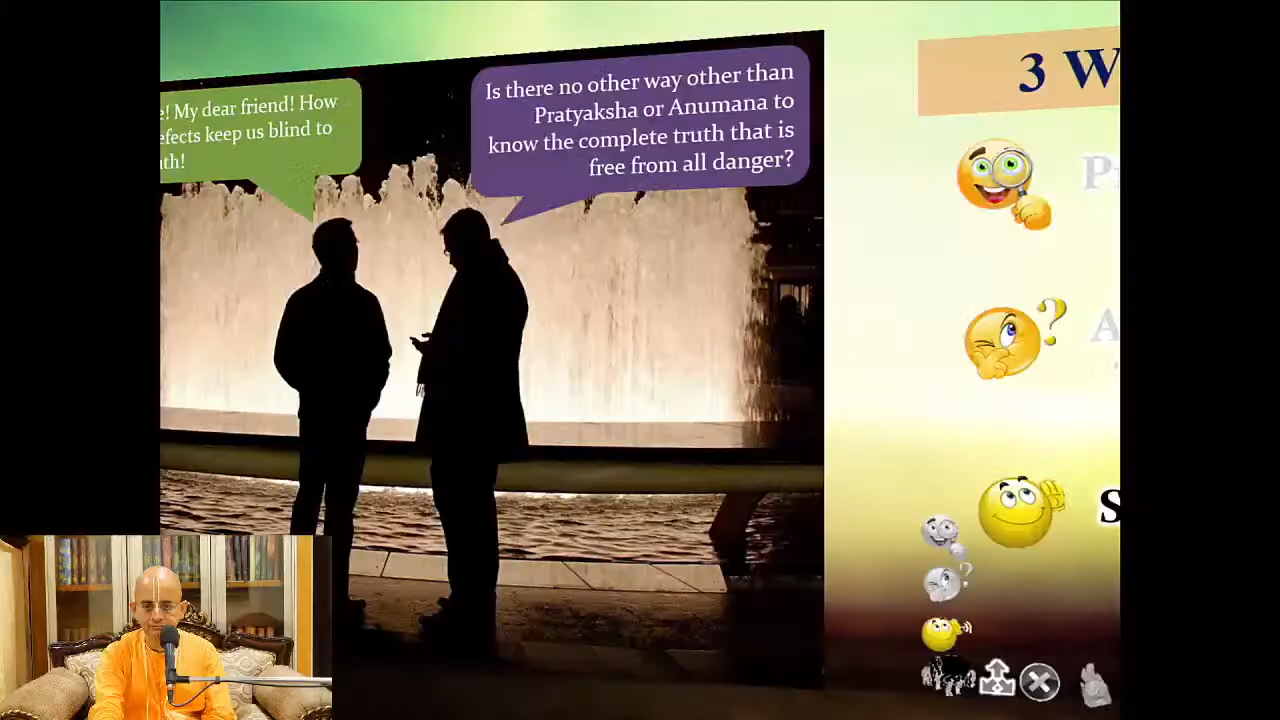 e! My dear friend! How
efects keep us blind to
th!
Is there no other way other than
Pratyaksha or Anumana to
know the complete truth that is
free from all danger?
3 W
P
A
S